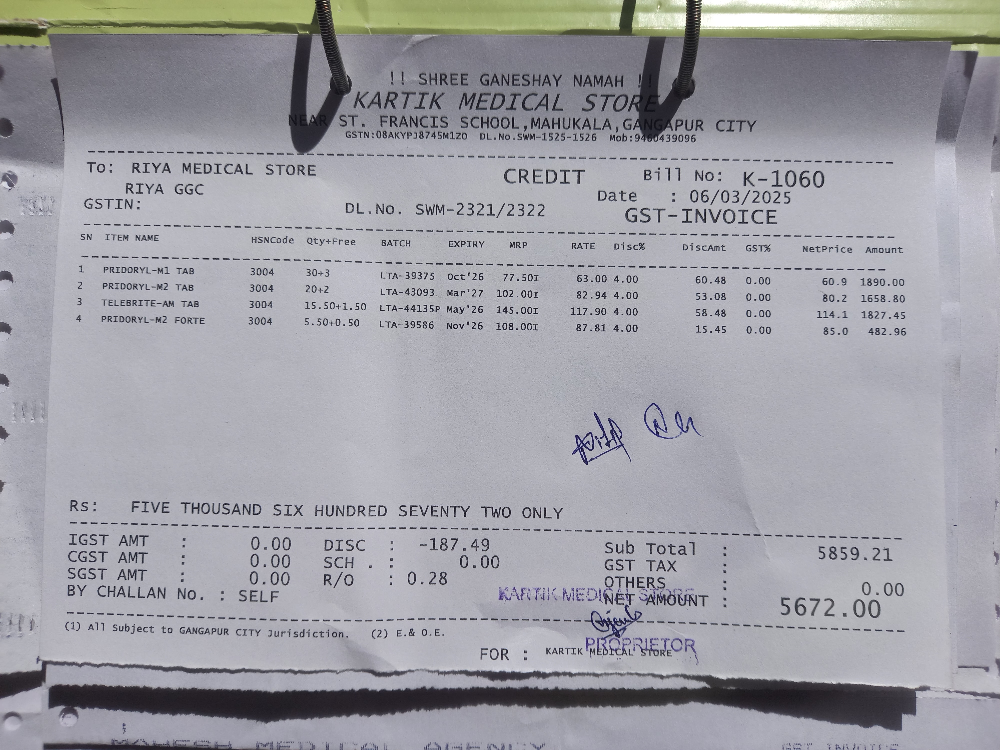 !! SHREE GANESHAY NAMAH !!
KARTIK MEDICAL STORE
NEAR ST. FRANCIS SCHOOL,MAHUKALA,GANGAPUR CITY
GSTN:08AKYPJ8745M1Z0 DL.No.SWM-1525-1526 Mob:9460439096
To: RIYA MEDICAL STORE CREDIT Bill No: K-1060
RIYA GGC Date : 06/03/2025
GSTIN: DL.No. SWM-2321/2322 GST-INVOICE
SN ITEM NAME HSNCode Qty+Free BATCH EXPIRY MRP RATE Disc% DiscAmt GST% NetPrice Amount
1 PRIDORYL-M1 TAB 3004 30+3 LTA-39375 Oct'26 77.50I 63.00 4.00 60.48 0.00 60.9 1890.00
2 PRIDORYL-M2 TAB 3004 20+2 LTA-43093 Mar'27 102.00I 82.94 4.00 53.08 0.00 80.2 1658.80
3 TELEBRITE-AM TAB 3004 15.50+1.50 LTA-44135P May'26 145.00I 117.90 4.00 58.48 0.00 114.1 1827.45
4 PRIDORYL-M2 FORTE 3004 5.50+0.50 LTA-39586 Nov'26 108.00I 87.81 4.00 15.45 0.00 85.0 482.96
Rs: FIVE THOUSAND SIX HUNDRED SEVENTY TWO ONLY
IGST AMT : 0.00 DISC : -187.49 Sub Total : 5859.21
CGST AMT : 0.00 SCH . : 0.00 GST TAX :
SGST AMT : 0.00 R/O : 0.28 OTHERS : 0.00
BY CHALLAN No. : SELF NET AMOUNT : 5672.00
KARTIK MEDICAL STORE
PROPRIETOR
(1) All Subject to GANGAPUR CITY Jurisdiction. (2) E.& O.E.
FOR : KARTIK MEDICAL STORE
MAHESH MEDICAL AGHENCY GST INVOICE